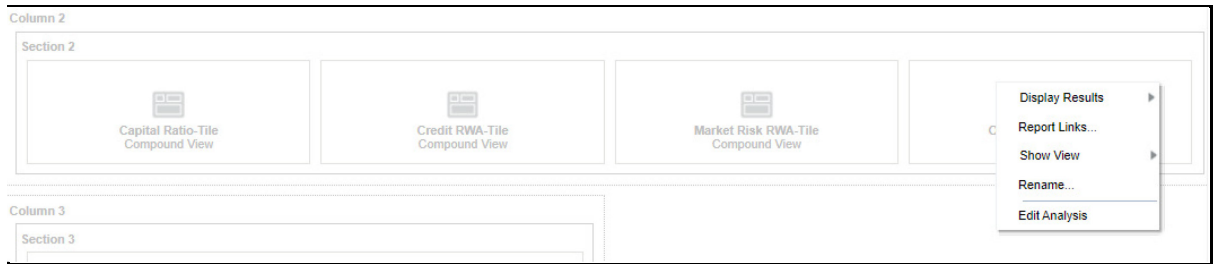 Column 2
Section 2
Capital Ratio-Tile
Compound View
Credit RWA-Tile
Compound View
Market Risk RWA-Tile
Compound View
C
Display Results
Report Links...
Show View
Rename...
Edit Analysis
Column 3
Section 3